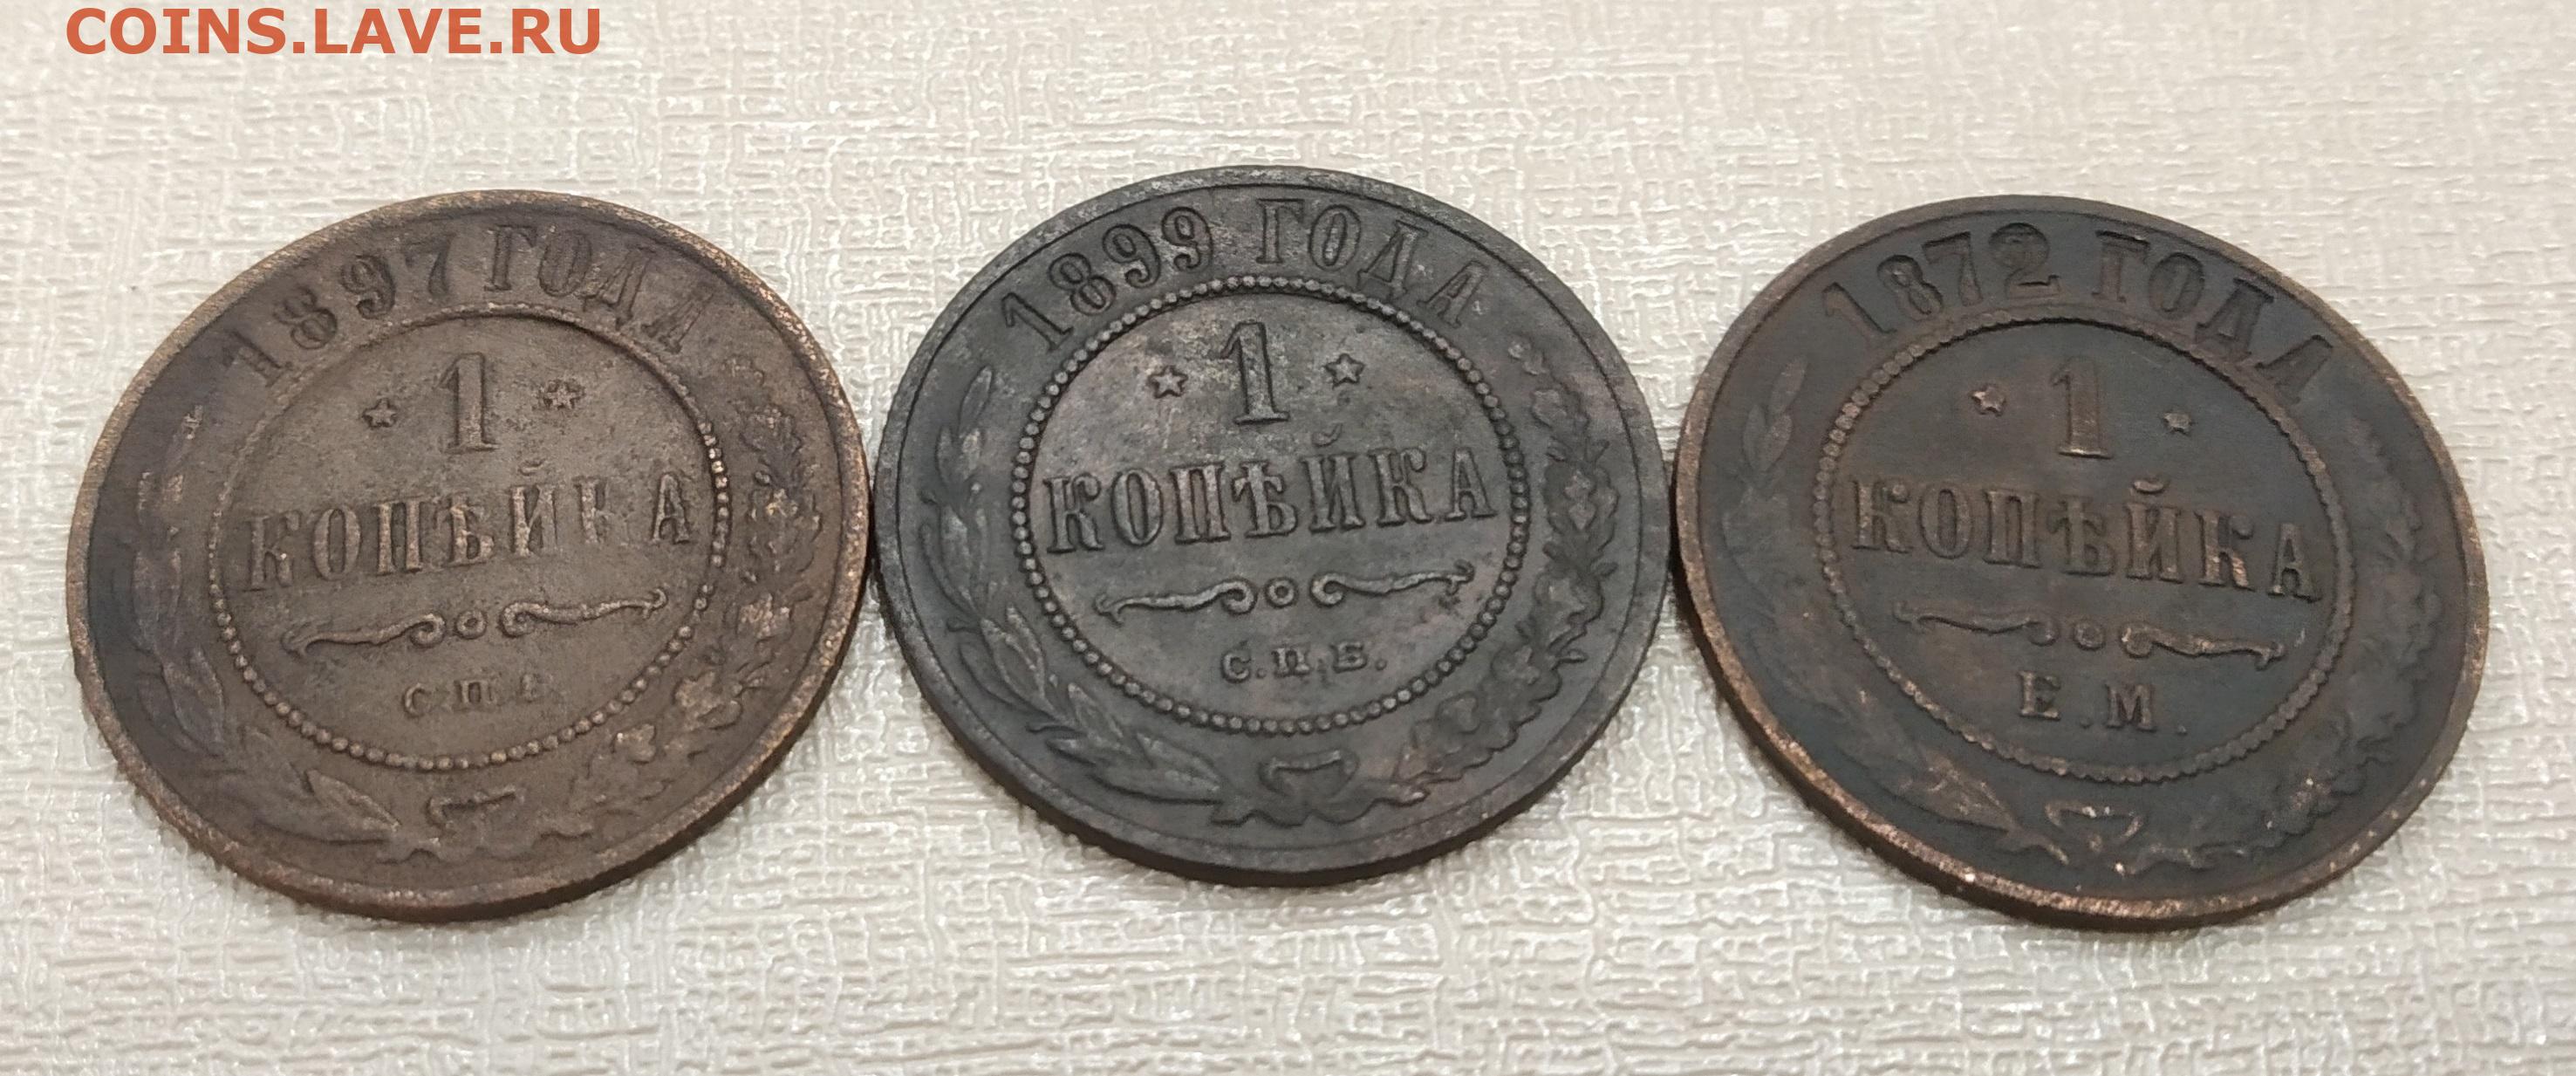 COINS.LAVE.RU
1897 ГОДА
1
КОПѢЙКА
С.П.Б.
1899 ГОДА
1
КОПѢЙКА
С.П.Б.
1872 ГОДА
1
КОПѢЙКА
Е.М.